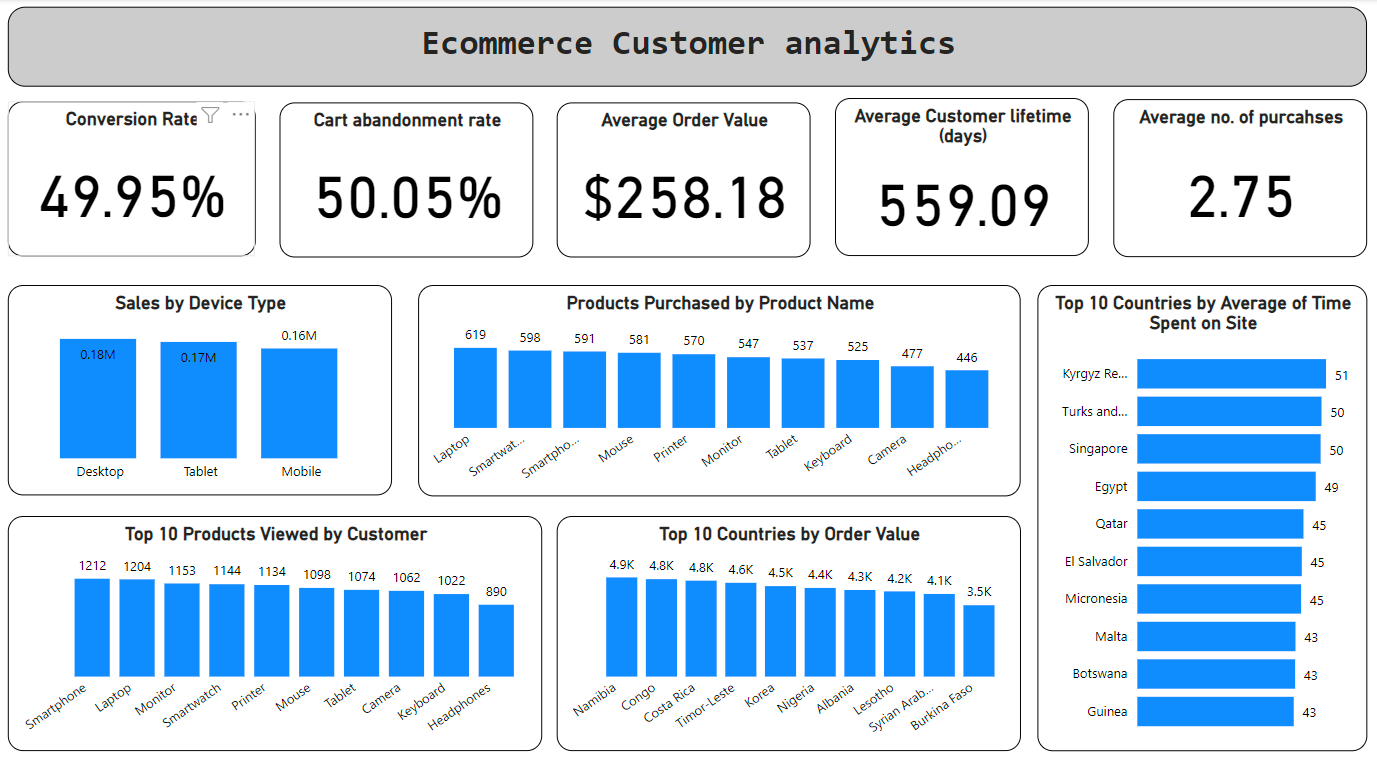 Ecommerce Customer analytics
Conversion Rate
49.95%
Cart abandonment rate
50.05%
Average Order Value
$258.18
Average Customer lifetime
(days)
559.09
Average no. of purcahses
2.75
Sales by Device Type
0.18M
0.17M
0.16M
Desktop
Tablet
Mobile
Products Purchased by Product Name
619
598
591
581
570
547
537
525
477
446
Laptop
Smartwat...
Smartpho...
Mouse
Printer
Monitor
Tablet
Keyboard
Camera
Headpho...
Top 10 Countries by Average of Time
Spent on Site
Kyrgyz Re... 51
Turks and... 50
Singapore 50
Egypt 49
Qatar 45
El Salvador 45
Micronesia 45
Malta 43
Botswana 43
Guinea 43
Top 10 Products Viewed by Customer
1212
1204
1153
1144
1134
1098
1074
1062
1022
890
Smartphone
Laptop
Monitor
Smartwatch
Printer
Mouse
Tablet
Camera
Keyboard
Headphones
Top 10 Countries by Order Value
4.9K
4.8K
4.8K
4.6K
4.5K
4.4K
4.3K
4.2K
4.1K
3.5K
Namibia
Congo
Costa Rica
Timor-Leste
Korea
Nigeria
Albania
Lesotho
Syrian Arab...
Burkina Faso